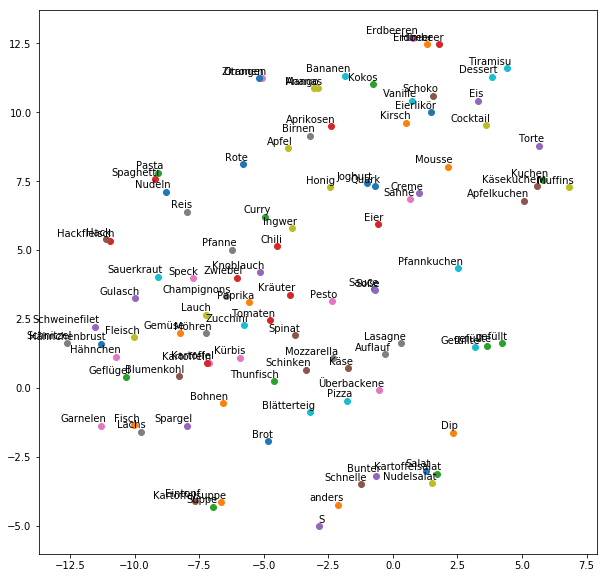 Erdbeeren
Erdbeer
Himbeer
12.5
Tiramisu
Dessert
Bananen
Zitronen
Orangen
Mango
Ananas
Kokos
Schoko
Vanille
Eis
10.0
Eierlikör
Kirsch
Cocktail
Aprikosen
Birnen
Apfel
Torte
Rote
Mousse
Pasta
Spaghetti
Nudeln
7.5
Joghurt
Quark
Honig
Creme
Sahne
Kuchen
Käsekuchen
Muffins
Apfelkuchen
Reis
Curry
Ingwer
Eier
Hackfleisch
Hack
Pfanne
Chili
5.0
Pfannkuchen
Sauerkraut
Speck
Zwiebel
Knoblauch
Gulasch
Champignons
Paprika
Kräuter
Pesto
Soße
2.5
Schweinefilet
Hähnchenbrust
Schnitzel
Fleisch
Gemüse
Lauch
Möhren
Zucchini
Tomaten
Spinat
Lasagne
Auflauf
gefüllt
Hähnchen
Kartoffel
Kürbis
Mozzarella
Käse
Schinken
Geflügel
Blumenkohl
Thunfisch
Überbackene
0.0
Bohnen
Blätterteig
Pizza
Garnelen
Fisch
Lachs
Spargel
Brot
Dip
−2.5
Salat
Kartoffelsalat
Nudelsalat
Bunter
Schnelle
Eintopf
Kartoffelsuppe
Suppe
anders
−5.0
S
−12.5 −10.0 −7.5 −5.0 −2.5 0.0 2.5 5.0 7.5